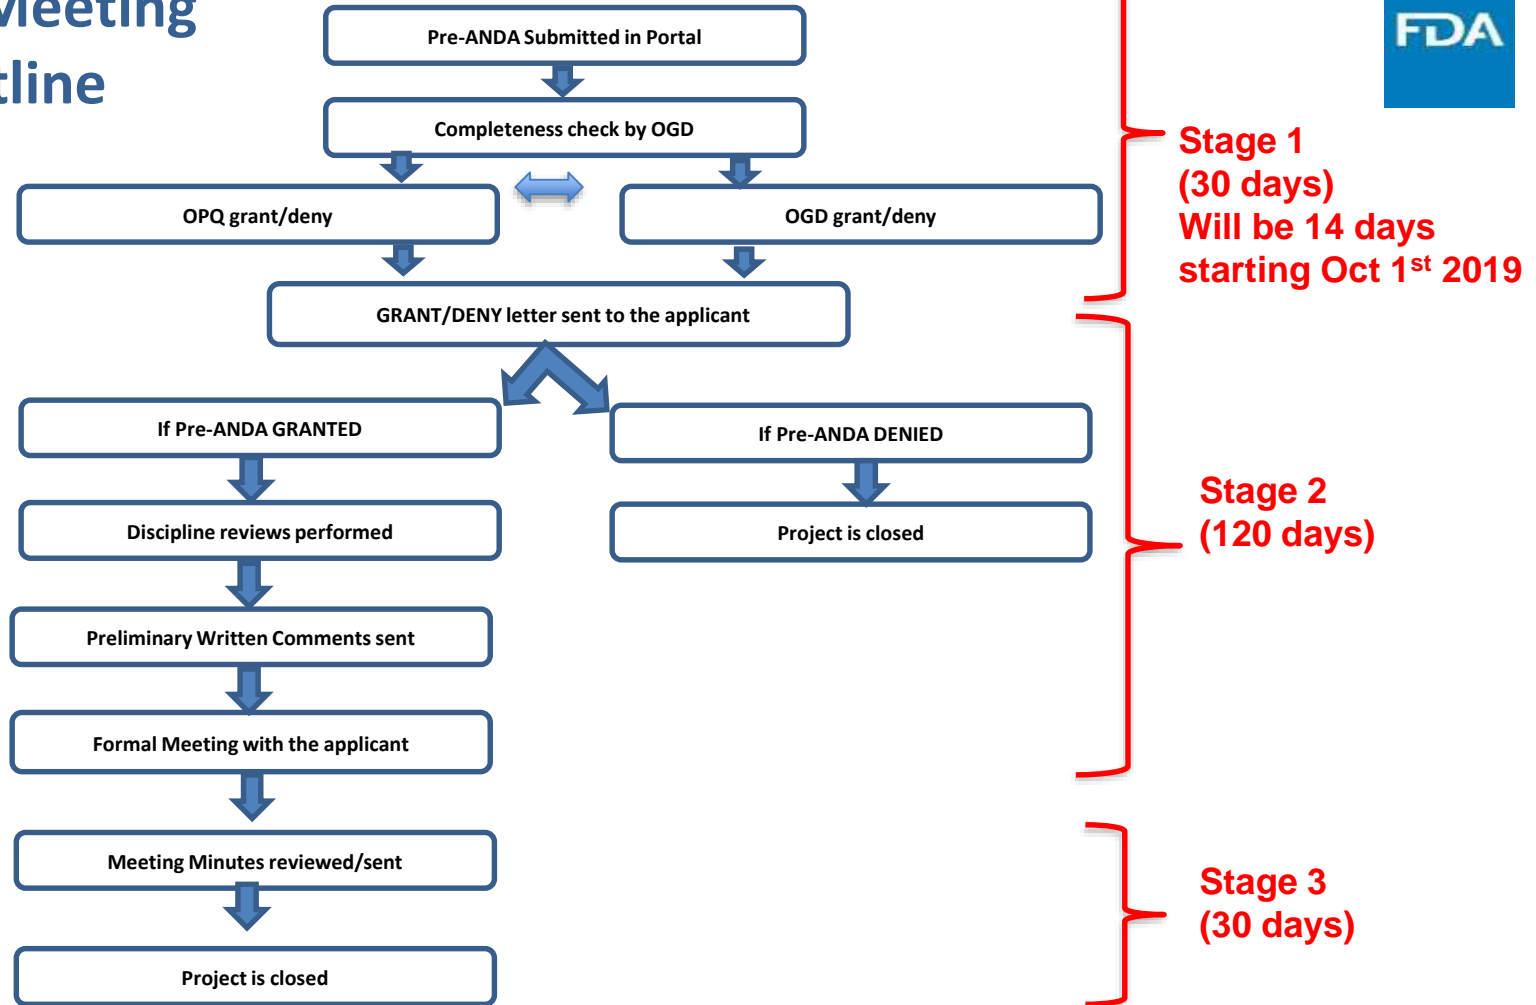 Meeting
tline
FDA
Pre-ANDA Submitted in Portal
Completeness check by OGD
OPQ grant/deny
OGD grant/deny
GRANT/DENY letter sent to the applicant
Stage 1
(30 days)
Will be 14 days
starting Oct 1st 2019
If Pre-ANDA GRANTED
If Pre-ANDA DENIED
Discipline reviews performed
Project is closed
Preliminary Written Comments sent
Formal Meeting with the applicant
Stage 2
(120 days)
Meeting Minutes reviewed/sent
Project is closed
Stage 3
(30 days)